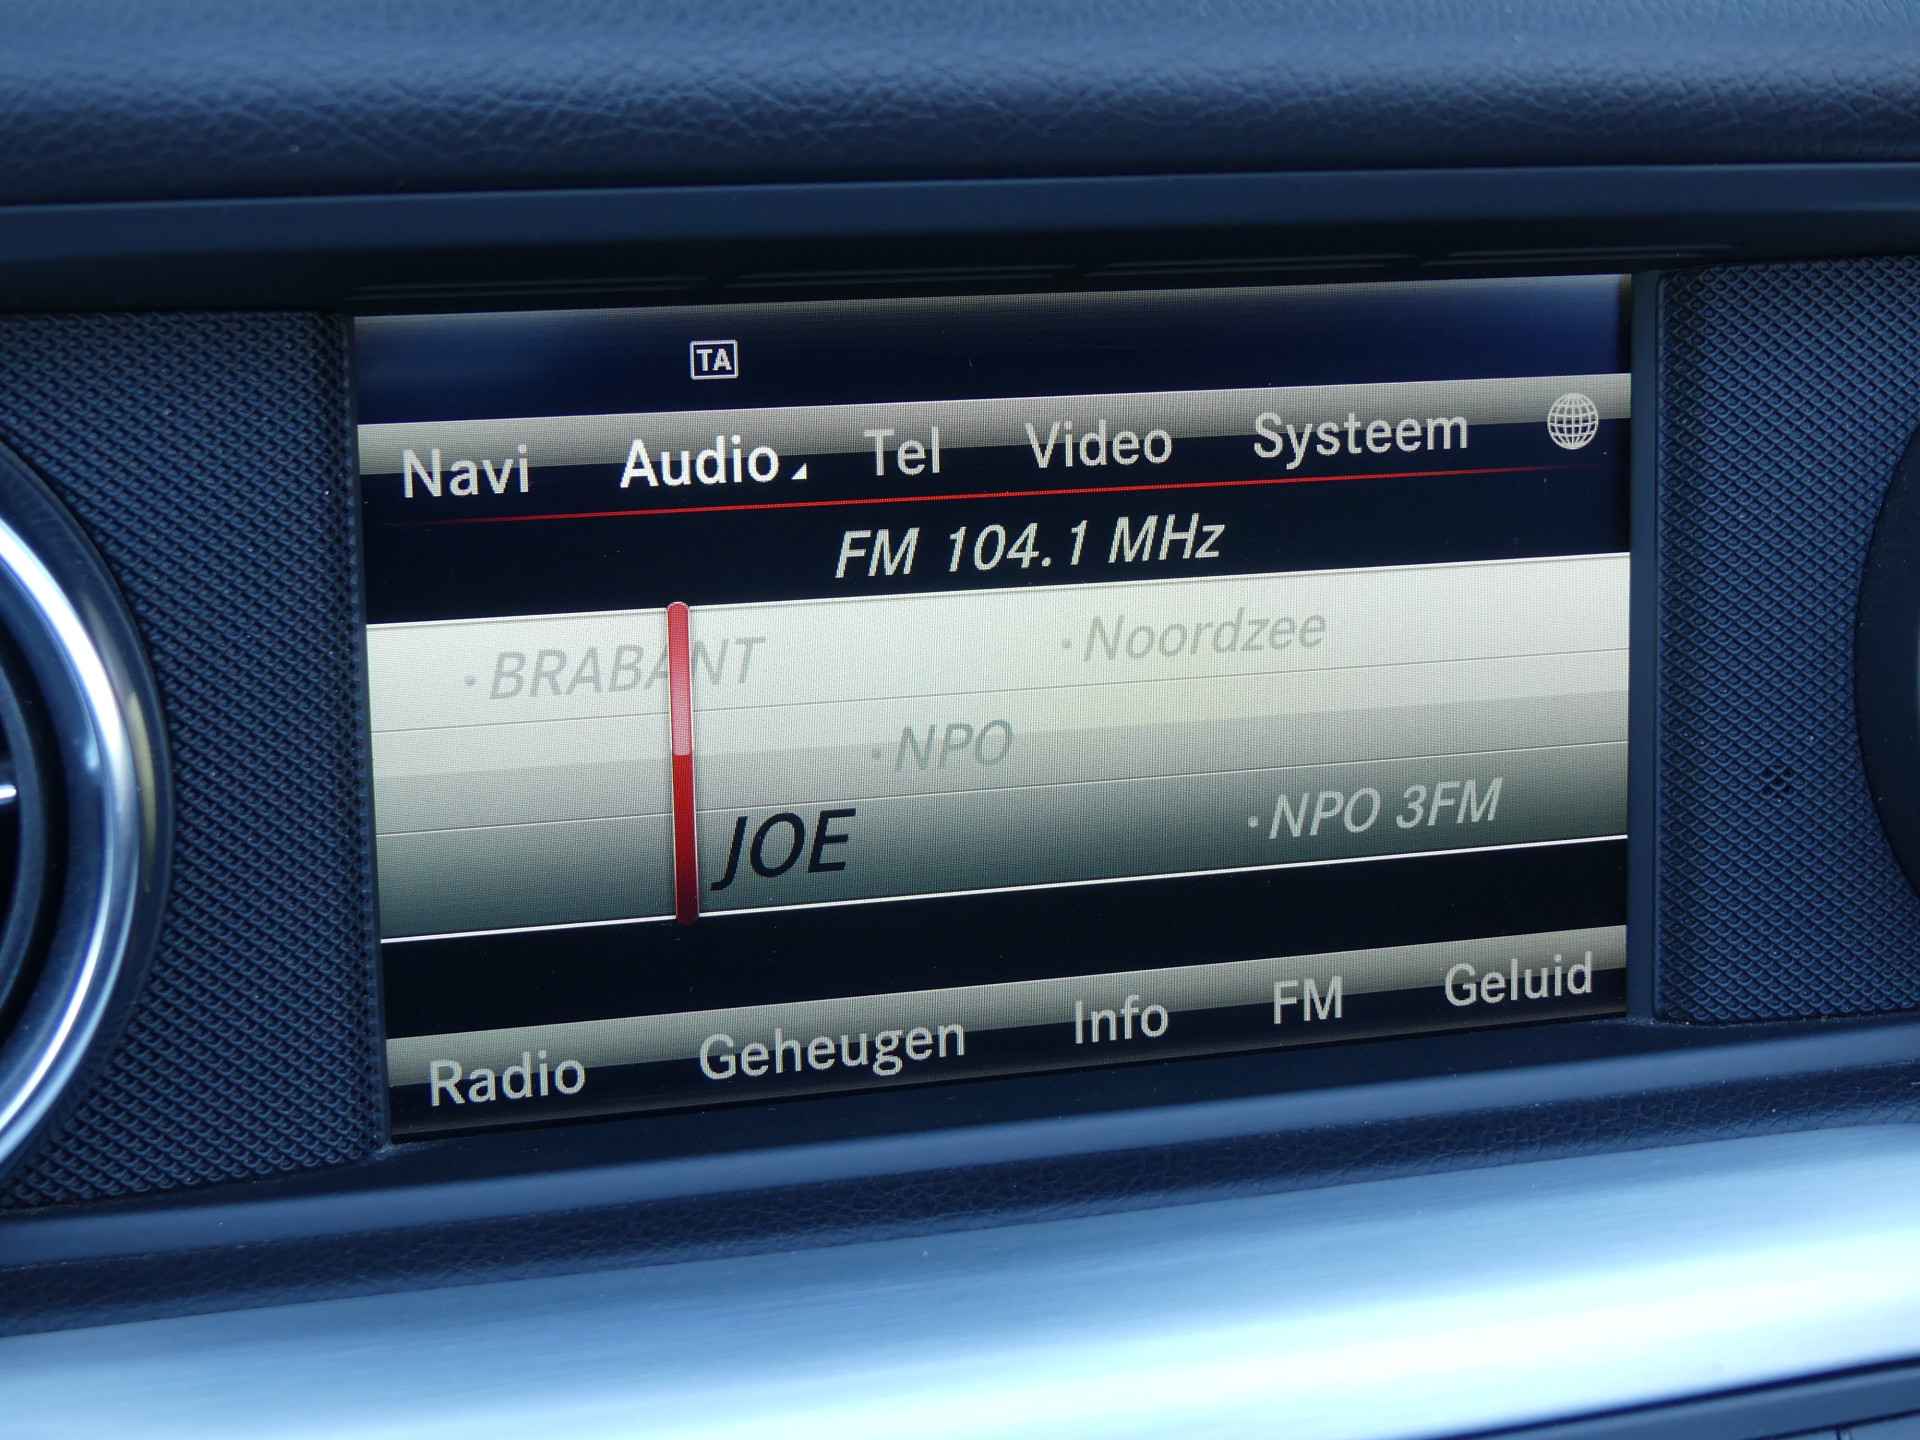 TA
Navi Audio Tel Video Systeem
FM 104.1 MHz
·BRABANT ·Noordzee
·NPO
JOE ·NPO 3FM
Radio Geheugen Info FM Geluid